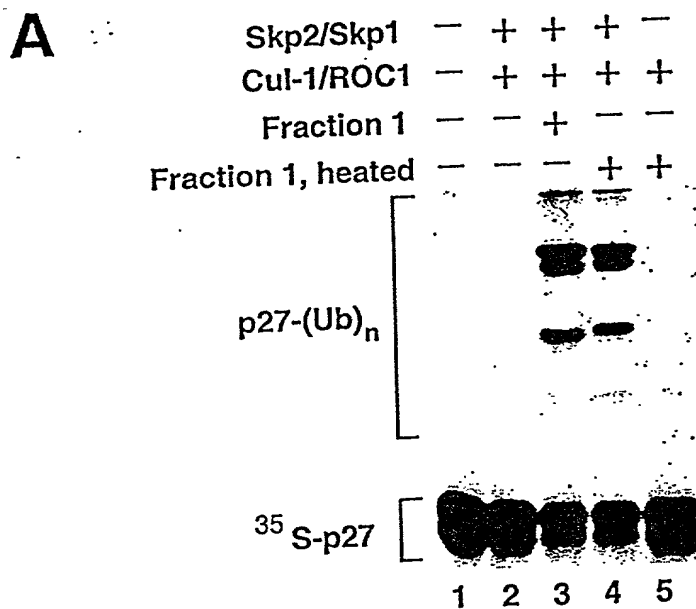 A
Skp2/Skp1 − + + + −
Cul-1/ROC1 − + + + +
Fraction 1 − − + − −
Fraction 1, heated − − − + +
p27-(Ub)n
35 S-p27
1 2 3 4 5